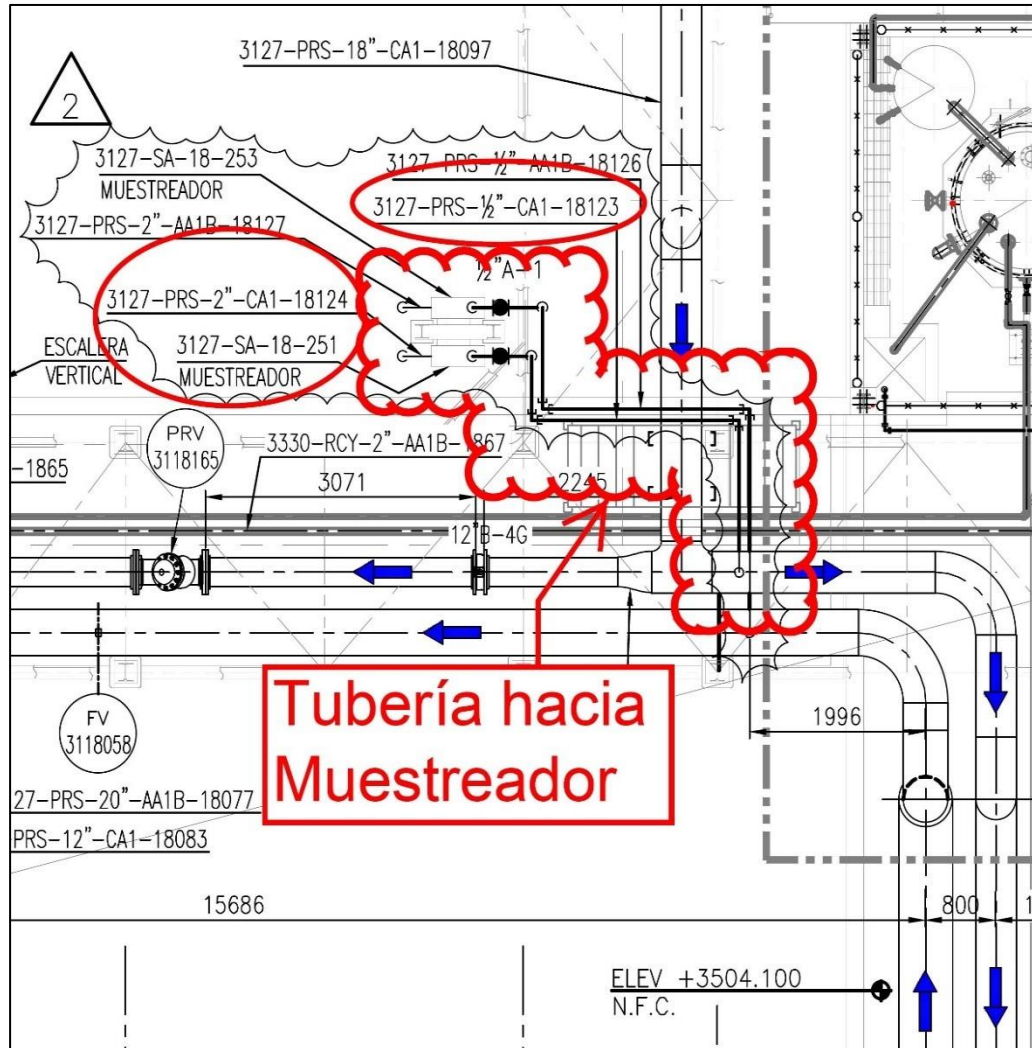 3127-PRS-18"-CA1-18097
2
3127-SA-18-253
MUESTREADOR
3127-PRS-½"-AA1B-18126
3127-PRS-½"-CA1-18123
3127-PRS-2"-AA1B-18127
½"A-1
3127-PRS-2"-CA1-18124
ESCALERA
VERTICAL
3127-SA-18-251
MUESTREADOR
PRV
3118165
3330-RCY-2"-AA1B-1867
-1865
3071
2245
12"B-4G
Tubería hacia
Muestreador
FV
3118058
1996
27-PRS-20"-AA1B-18077
PRS-12"-CA1-18083
15686
800
1
ELEV +3504.100
N.F.C.